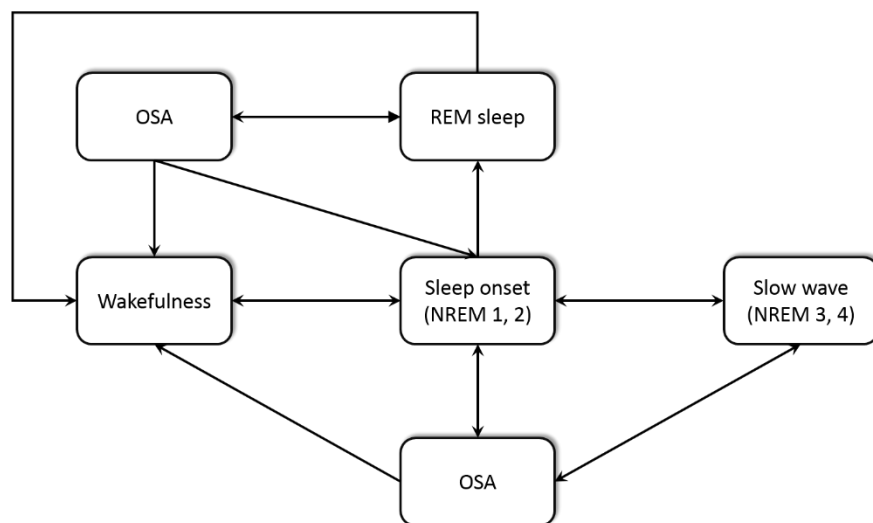 OSA
REM sleep
Wakefulness
Sleep onset
(NREM 1, 2)
Slow wave
(NREM 3, 4)
OSA